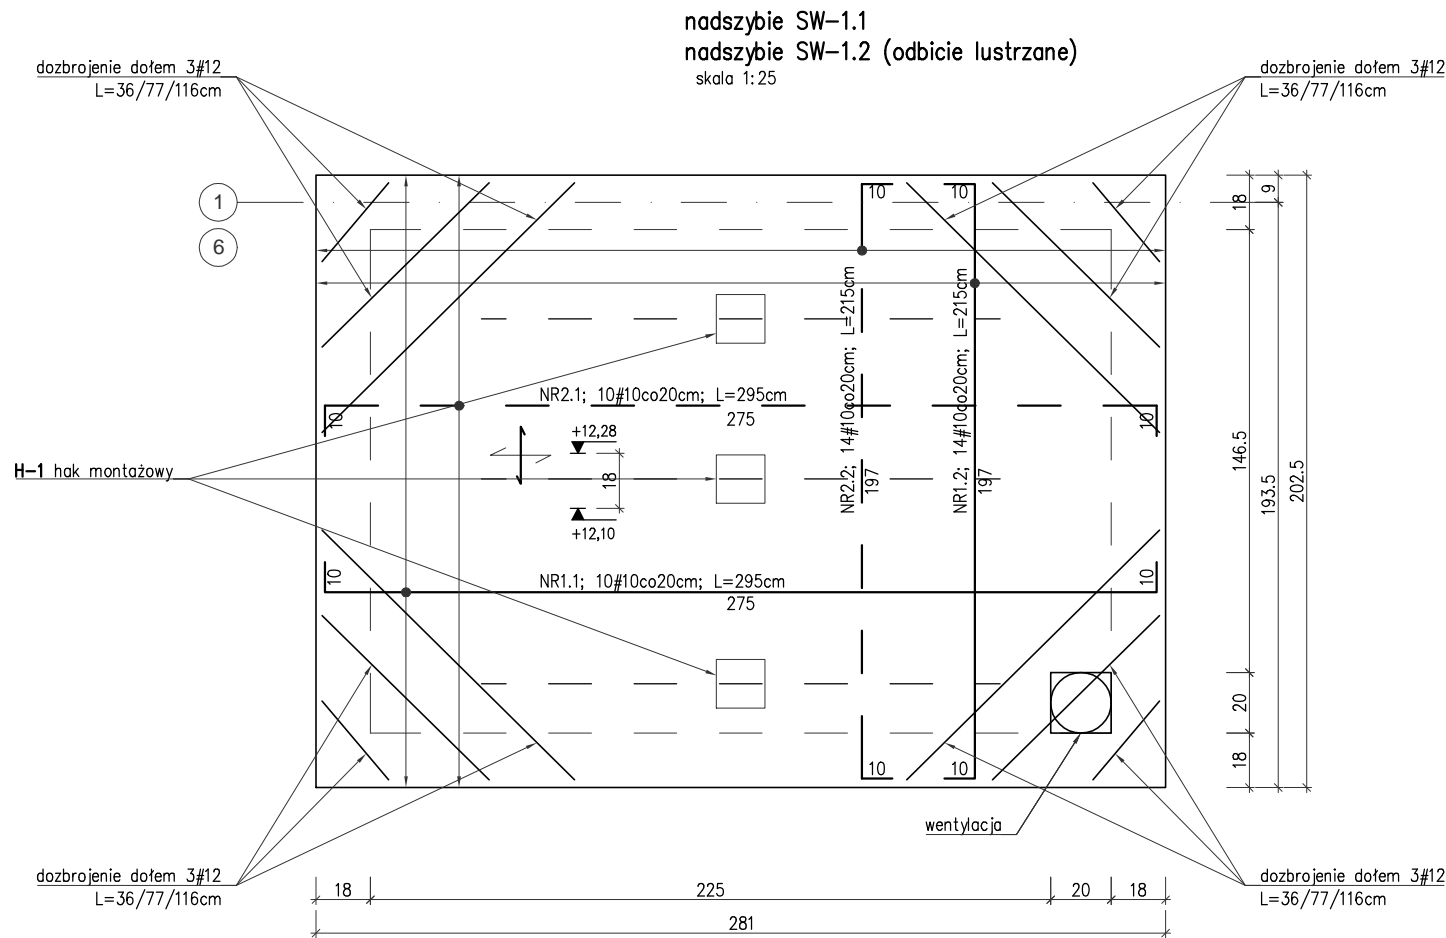 nadszybie SW-1.1
nadszybie SW-1.2 (odbicie lustrzane)
skala 1:25
dozbrojenie dołem 3#12
L=36/77/116cm
dozbrojenie dołem 3#12
L=36/77/116cm
1
6
10
10
18
9
NR2.2; 14#10co20cm; L=215cm
197
NR1.2; 14#10co20cm; L=215cm
197
NR2.1; 10#10co20cm; L=295cm
275
10
10
+12,28
18
+12,10
H-1 hak montażowy
146.5
193.5
202.5
NR1.1; 10#10co20cm; L=295cm
275
10
10
20
18
10
10
wentylacja
dozbrojenie dołem 3#12
L=36/77/116cm
dozbrojenie dołem 3#12
L=36/77/116cm
18
225
20
18
281